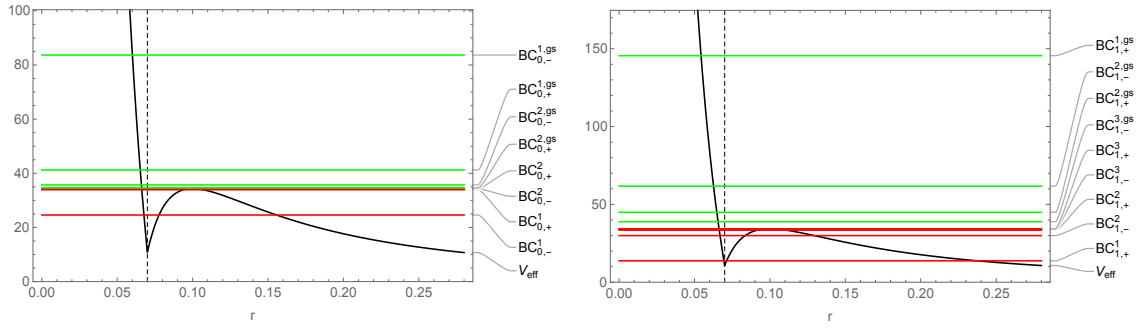 100
80
60
40
20
0
0.00 0.05 0.10 0.15 0.20 0.25
r
BC^{1,gs}_{0,-}
BC^{1,gs}_{0,+}
BC^{2,gs}_{0,-}
BC^{2,gs}_{0,+}
BC^{2}_{0,+}
BC^{2}_{0,-}
BC^{1}_{0,+}
BC^{1}_{0,-}
V_{eff}
150
100
50
0
0.00 0.05 0.10 0.15 0.20 0.25
r
BC^{1,gs}_{1,+}
BC^{2,gs}_{1,-}
BC^{2,gs}_{1,+}
BC^{3,gs}_{1,-}
BC^{3}_{1,+}
BC^{3}_{1,-}
BC^{2}_{1,+}
BC^{2}_{1,-}
BC^{1}_{1,+}
V_{eff}